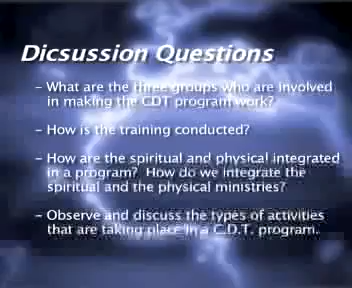 Dicsussion Questions
– What are the three groups who are involved
in making the CDT program work?
– How is the training conducted?
– How are the spiritual and physical integrated
in a program? How do we integrate the
spiritual and the physical ministries?
– Observe and discuss the types of activities
that are taking place in a C.D.T. program.